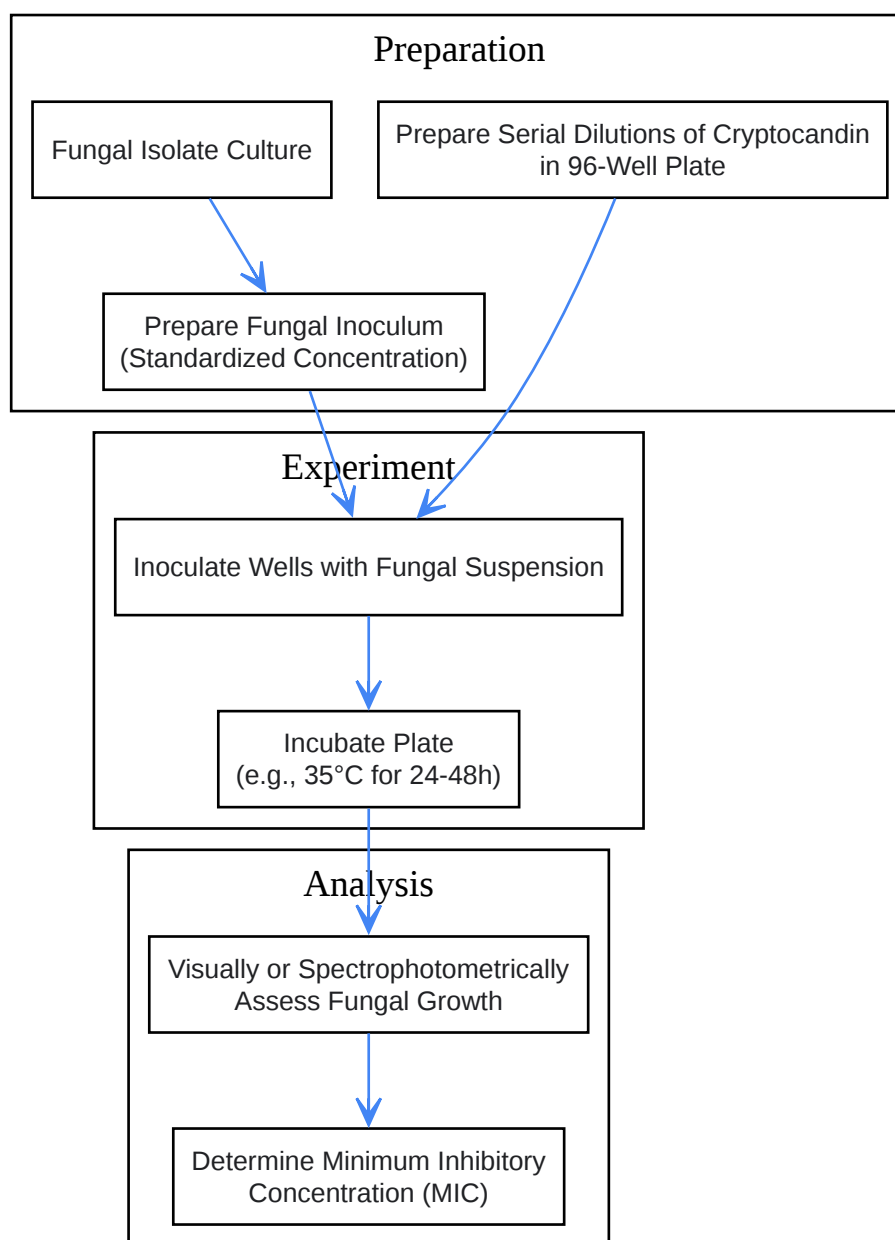 Preparation
Fungal Isolate Culture
Prepare Serial Dilutions of Cryptocandin
in 96-Well Plate
Prepare Fungal Inoculum
(Standardized Concentration)
Experiment
Inoculate Wells with Fungal Suspension
Incubate Plate
(e.g., 35°C for 24-48h)
Analysis
Visually or Spectrophotometrically
Assess Fungal Growth
Determine Minimum Inhibitory
Concentration (MIC)